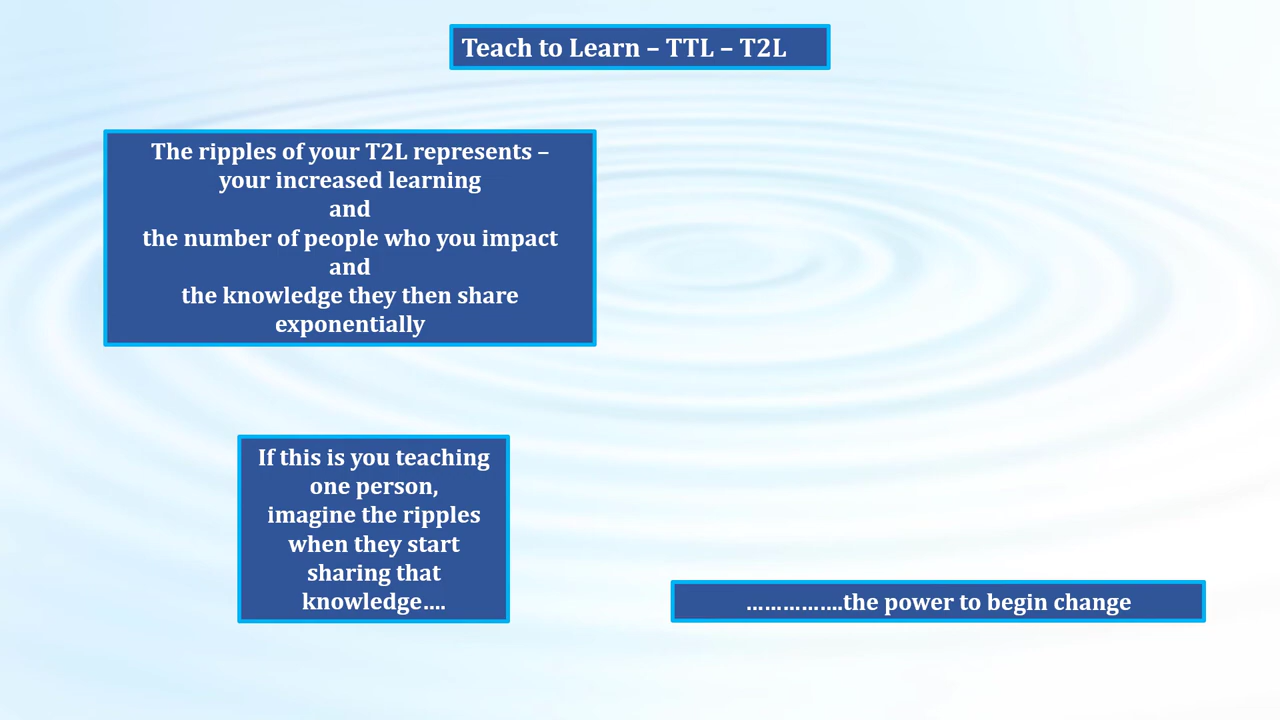 Teach to Learn – TTL – T2L
The ripples of your T2L represents –
your increased learning
and
the number of people who you impact
and
the knowledge they then share
exponentially
If this is you teaching
one person,
imagine the ripples
when they start
sharing that
knowledge….
…………….the power to begin change